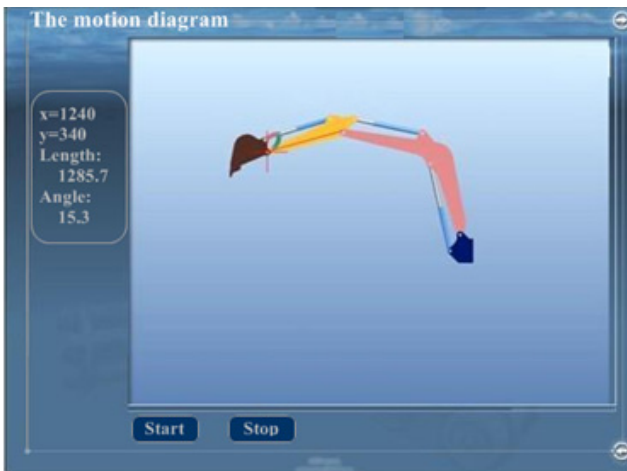 The motion diagram
x=1240
y=340
Length:
1285.7
Angle:
15.3
Start
Stop